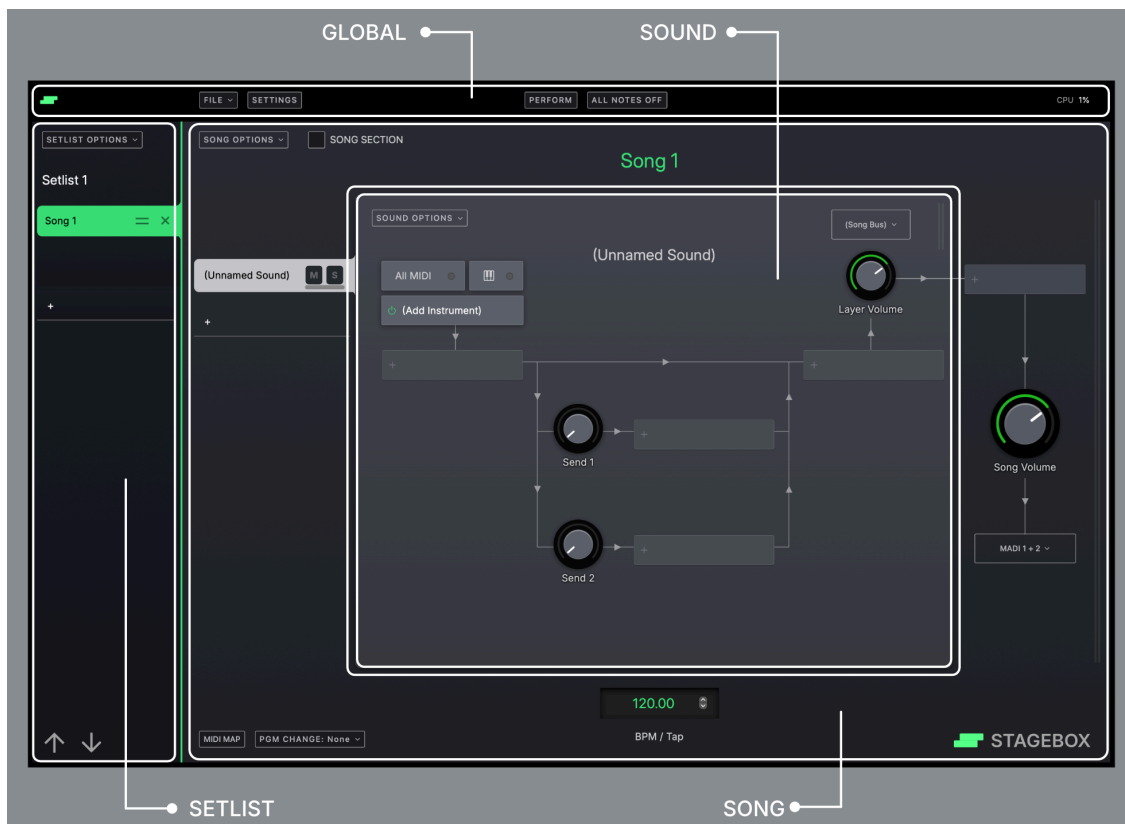 GLOBAL
SOUND
FILE
SETTINGS
PERFORM
ALL NOTES OFF
CPU 1%
SETLIST OPTIONS
SONG OPTIONS
SONG SECTION
Song 1
Setlist 1
Song 1
SOUND OPTIONS
(Song Bus)
(Unnamed Sound)
(Unnamed Sound)
M
S
All MIDI
+
Layer Volume
(Add Instrument)
+
+
+
+
+
Send 1
Song Volume
+
Send 2
MADI 1 + 2
120.00
BPM / Tap
MIDI MAP
PGM CHANGE: None
STAGEBOX
SETLIST
SONG